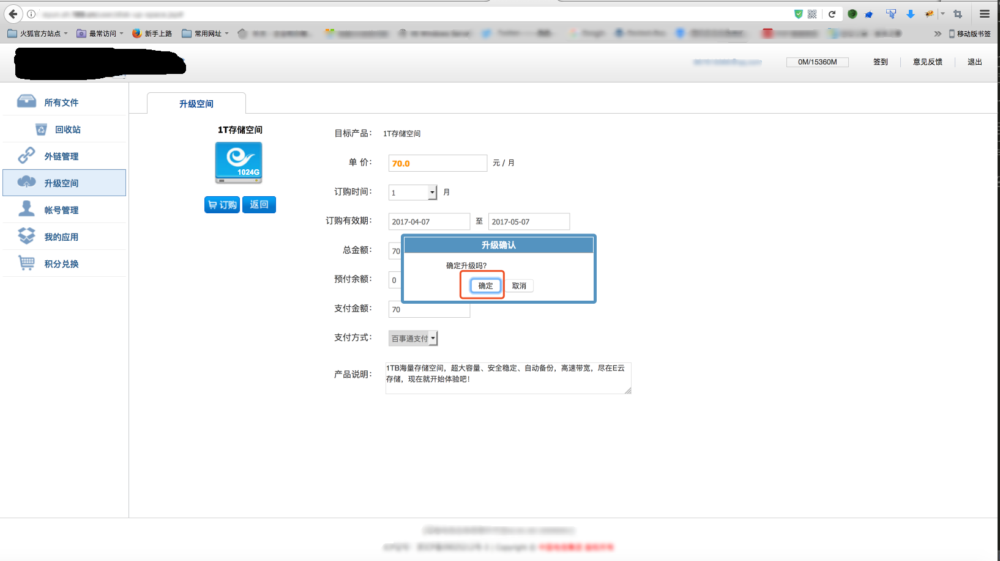 火狐官方站点
最常访问
新手上路
常用网址
移动版书签
0M/15360M
签到
意见反馈
退出
所有文件
回收站
外链管理
升级空间
帐号管理
我的应用
积分兑换
升级空间
1T存储空间
1024G
订购
返回
目标产品： 1T存储空间
单 价： 70.0 元 / 月
订购时间： 1 月
订购有效期： 2017-04-07 至 2017-05-07
总金额： 70
预付余额： 0
支付金额： 70
支付方式： 百事通支付
产品说明： 1TB海量存储空间，超大容量、安全稳定、自动备份，高速带宽，尽在E云
存储，现在就开始体验吧！
升级确认
确定升级吗?
确定
取消